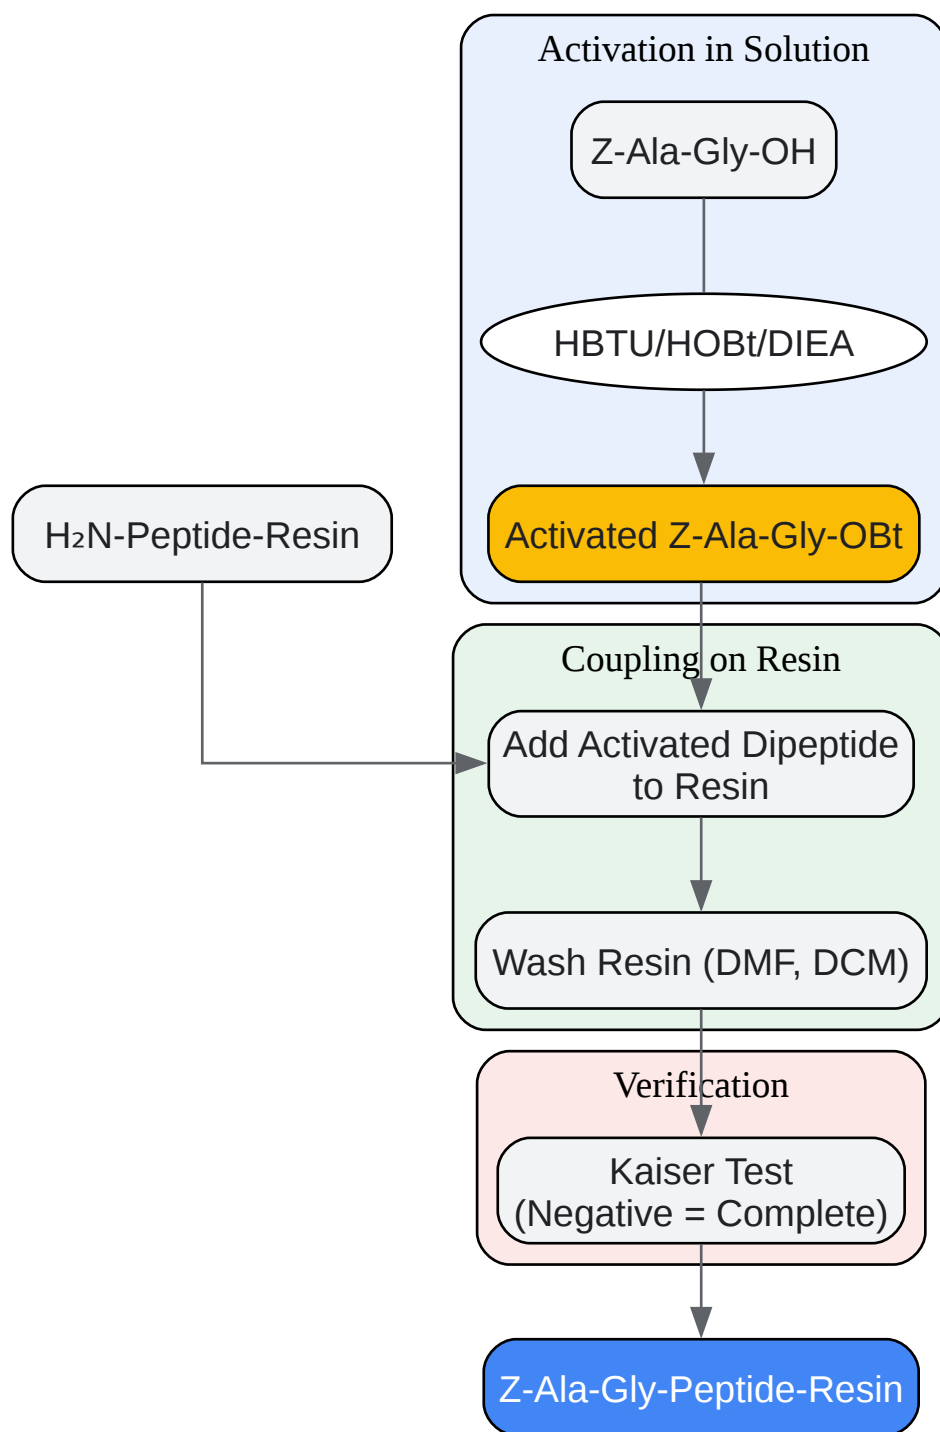 Activation in Solution
Z-Ala-Gly-OH
HBTU/HOBt/DIEA
H₂N-Peptide-Resin
Activated Z-Ala-Gly-OBt
Coupling on Resin
Add Activated Dipeptide
to Resin
Wash Resin (DMF, DCM)
Verification
Kaiser Test
(Negative = Complete)
Z-Ala-Gly-Peptide-Resin